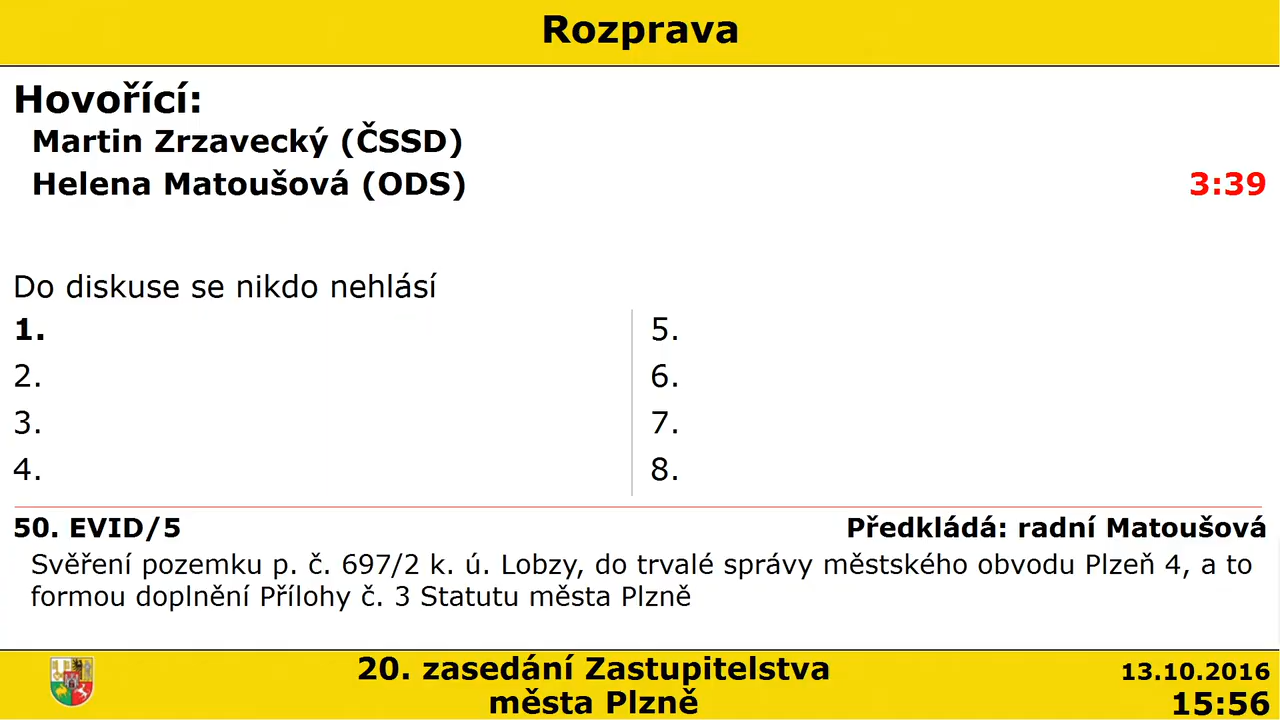 Rozprava
Hovořící:
Martin Zrzavecký (ČSSD)
Helena Matoušová (ODS) 3:39
Do diskuse se nikdo nehlásí
1.
2.
3.
4.
5.
6.
7.
8.
50. EVID/5 Předkládá: radní Matoušová
Svěření pozemku p. č. 697/2 k. ú. Lobzy, do trvalé správy městského obvodu Plzeň 4, a to
formou doplnění Přílohy č. 3 Statutu města Plzně
20. zasedání Zastupitelstva
města Plzně
13.10.2016
15:56